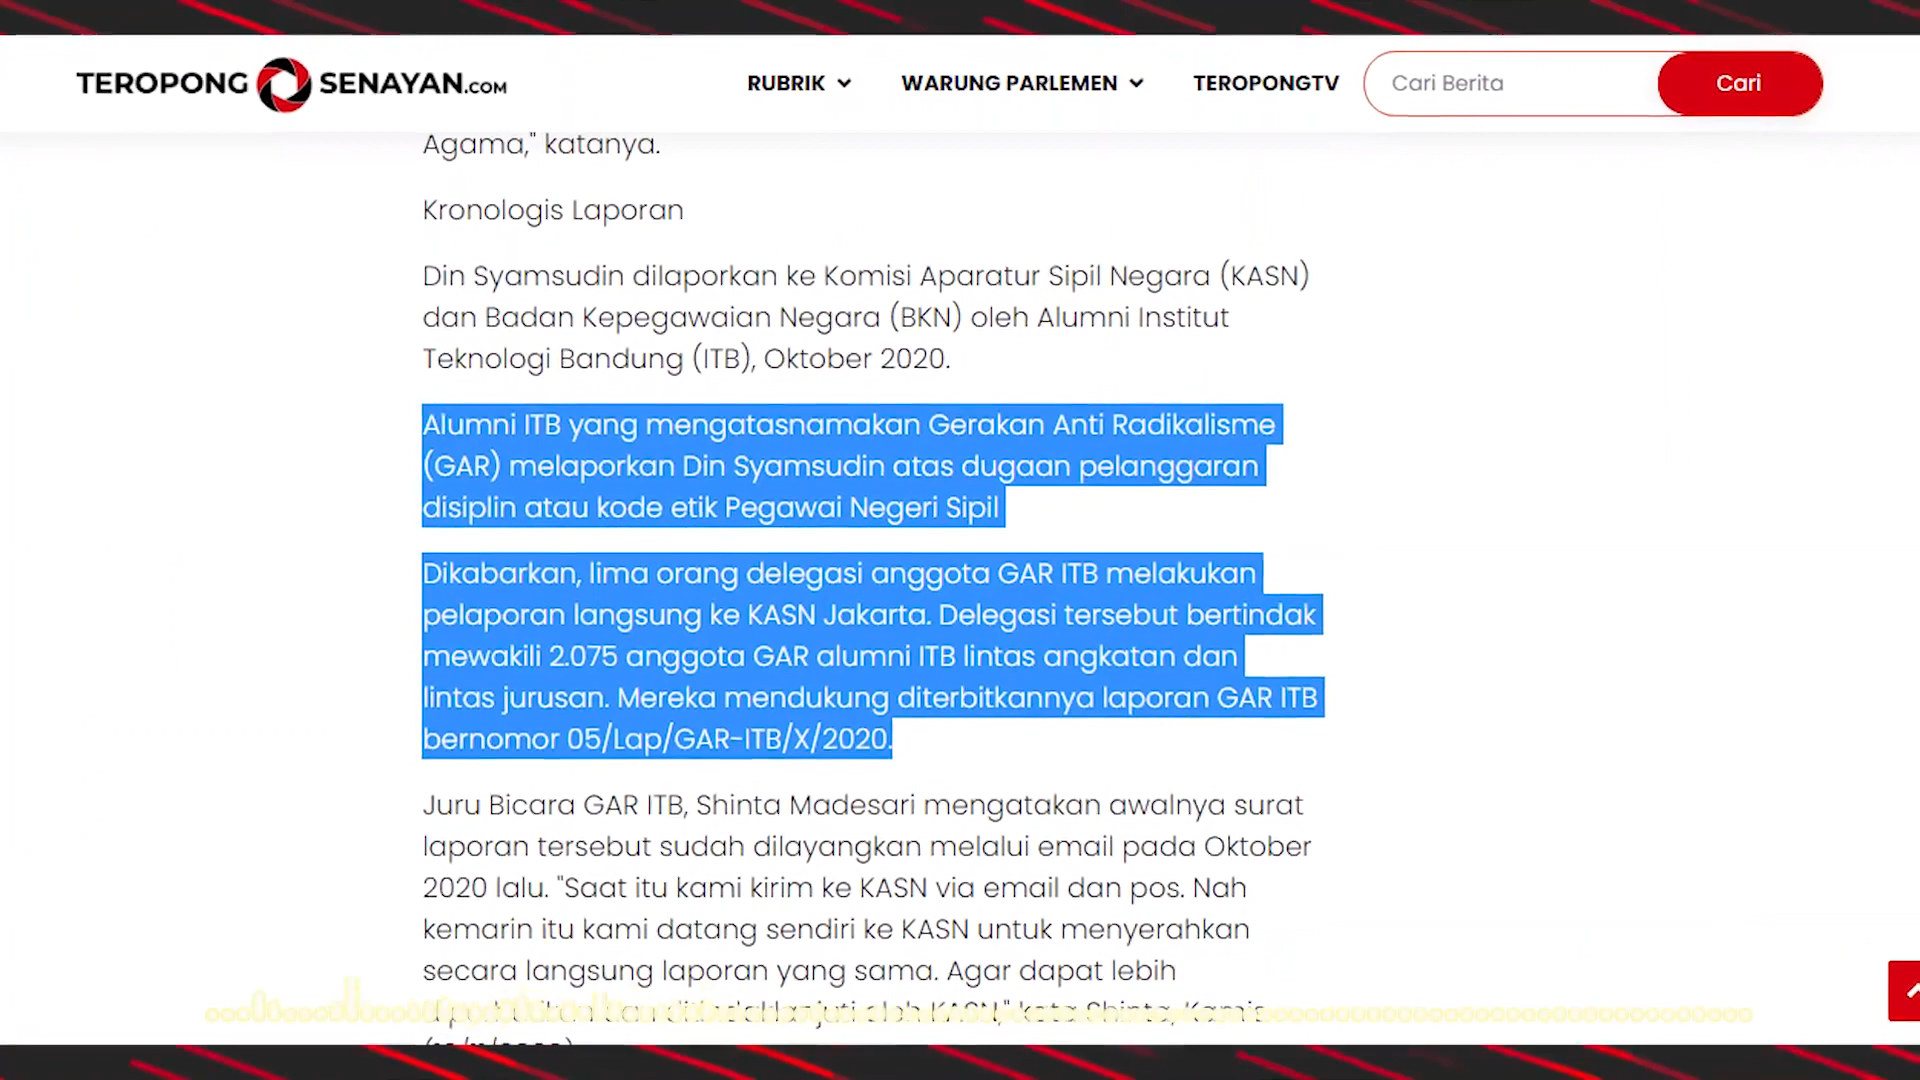 TEROPONG SENAYAN.COM
RUBRIK
WARUNG PARLEMEN
TEROPONGTV
Cari Berita
Cari
Agama," katanya.
Kronologis Laporan
Din Syamsudin dilaporkan ke Komisi Aparatur Sipil Negara (KASN)
dan Badan Kepegawaian Negara (BKN) oleh Alumni Institut
Teknologi Bandung (ITB), Oktober 2020.
Alumni ITB yang mengatasnamakan Gerakan Anti Radikalisme
(GAR) melaporkan Din Syamsudin atas dugaan pelanggaran
disiplin atau kode etik Pegawai Negeri Sipil
Dikabarkan, lima orang delegasi anggota GAR ITB melakukan
pelaporan langsung ke KASN Jakarta. Delegasi tersebut bertindak
mewakili 2.075 anggota GAR alumni ITB lintas angkatan dan
lintas jurusan. Mereka mendukung diterbitkannya laporan GAR ITB
bernomor 05/Lap/GAR-ITB/X/2020.
Juru Bicara GAR ITB, Shinta Madesari mengatakan awalnya surat
laporan tersebut sudah dilayangkan melalui email pada Oktober
2020 lalu. "Saat itu kami kirim ke KASN via email dan pos. Nah
kemarin itu kami datang sendiri ke KASN untuk menyerahkan
secara langsung laporan yang sama. Agar dapat lebih
oleh KASN," kata Shinta, Kamis